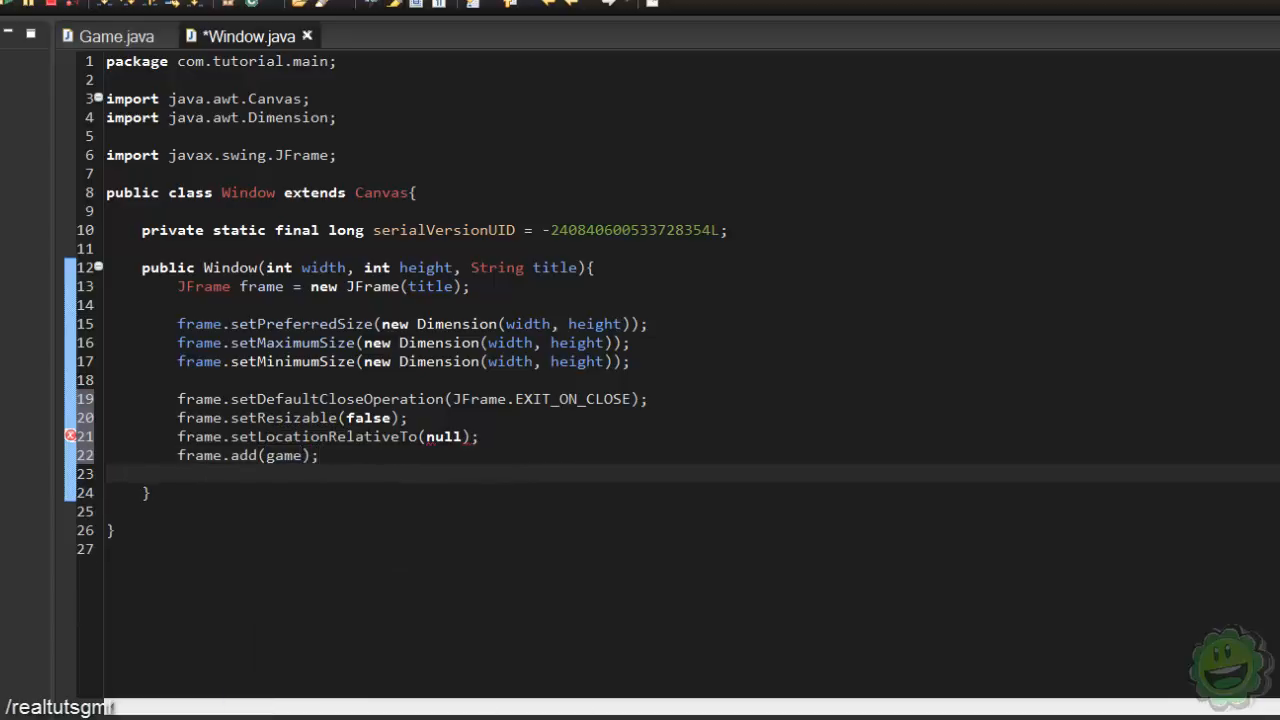 Game.java *Window.java
1 package com.tutorial.main;
2
3 import java.awt.Canvas;
4 import java.awt.Dimension;
5
6 import javax.swing.JFrame;
7
8 public class Window extends Canvas{
9
10 private static final long serialVersionUID = -240840600533728354L;
11
12 public Window(int width, int height, String title){
13 JFrame frame = new JFrame(title);
14
15 frame.setPreferredSize(new Dimension(width, height));
16 frame.setMaximumSize(new Dimension(width, height));
17 frame.setMinimumSize(new Dimension(width, height));
18
19 frame.setDefaultCloseOperation(JFrame.EXIT_ON_CLOSE);
20 frame.setResizable(false);
21 frame.setLocationRelativeTo(null);
22 frame.add(game);
23
24 }
25
26 }
27
/realtutsgml